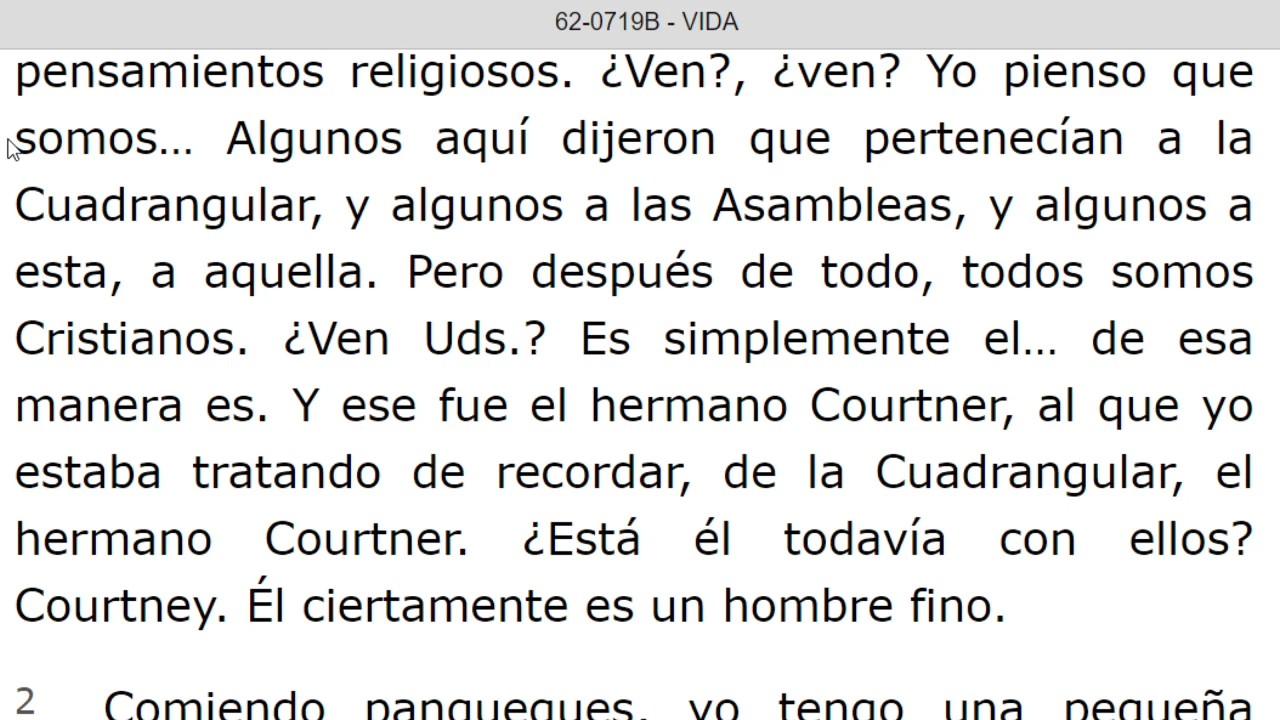 62-0719B - VIDA
pensamientos religiosos. ¿Ven?, ¿ven? Yo pienso que
somos… Algunos aquí dijeron que pertenecían a la
Cuadrangular, y algunos a las Asambleas, y algunos a
esta, a aquella. Pero después de todo, todos somos
Cristianos. ¿Ven Uds.? Es simplemente el… de esa
manera es. Y ese fue el hermano Courtner, al que yo
estaba tratando de recordar, de la Cuadrangular, el
hermano Courtner. ¿Está él todavía con ellos?
Courtney. Él ciertamente es un hombre fino.
2 Comiendo panqueques, yo tengo una pequeña